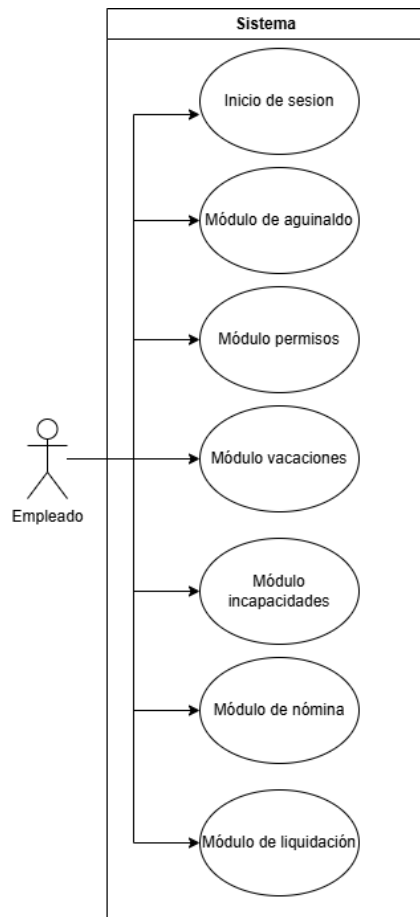 Sistema
Inicio de sesion
Módulo de aguinaldo
Módulo permisos
Módulo vacaciones
Empleado
Módulo
incapacidades
Módulo de nómina
Módulo de liquidación